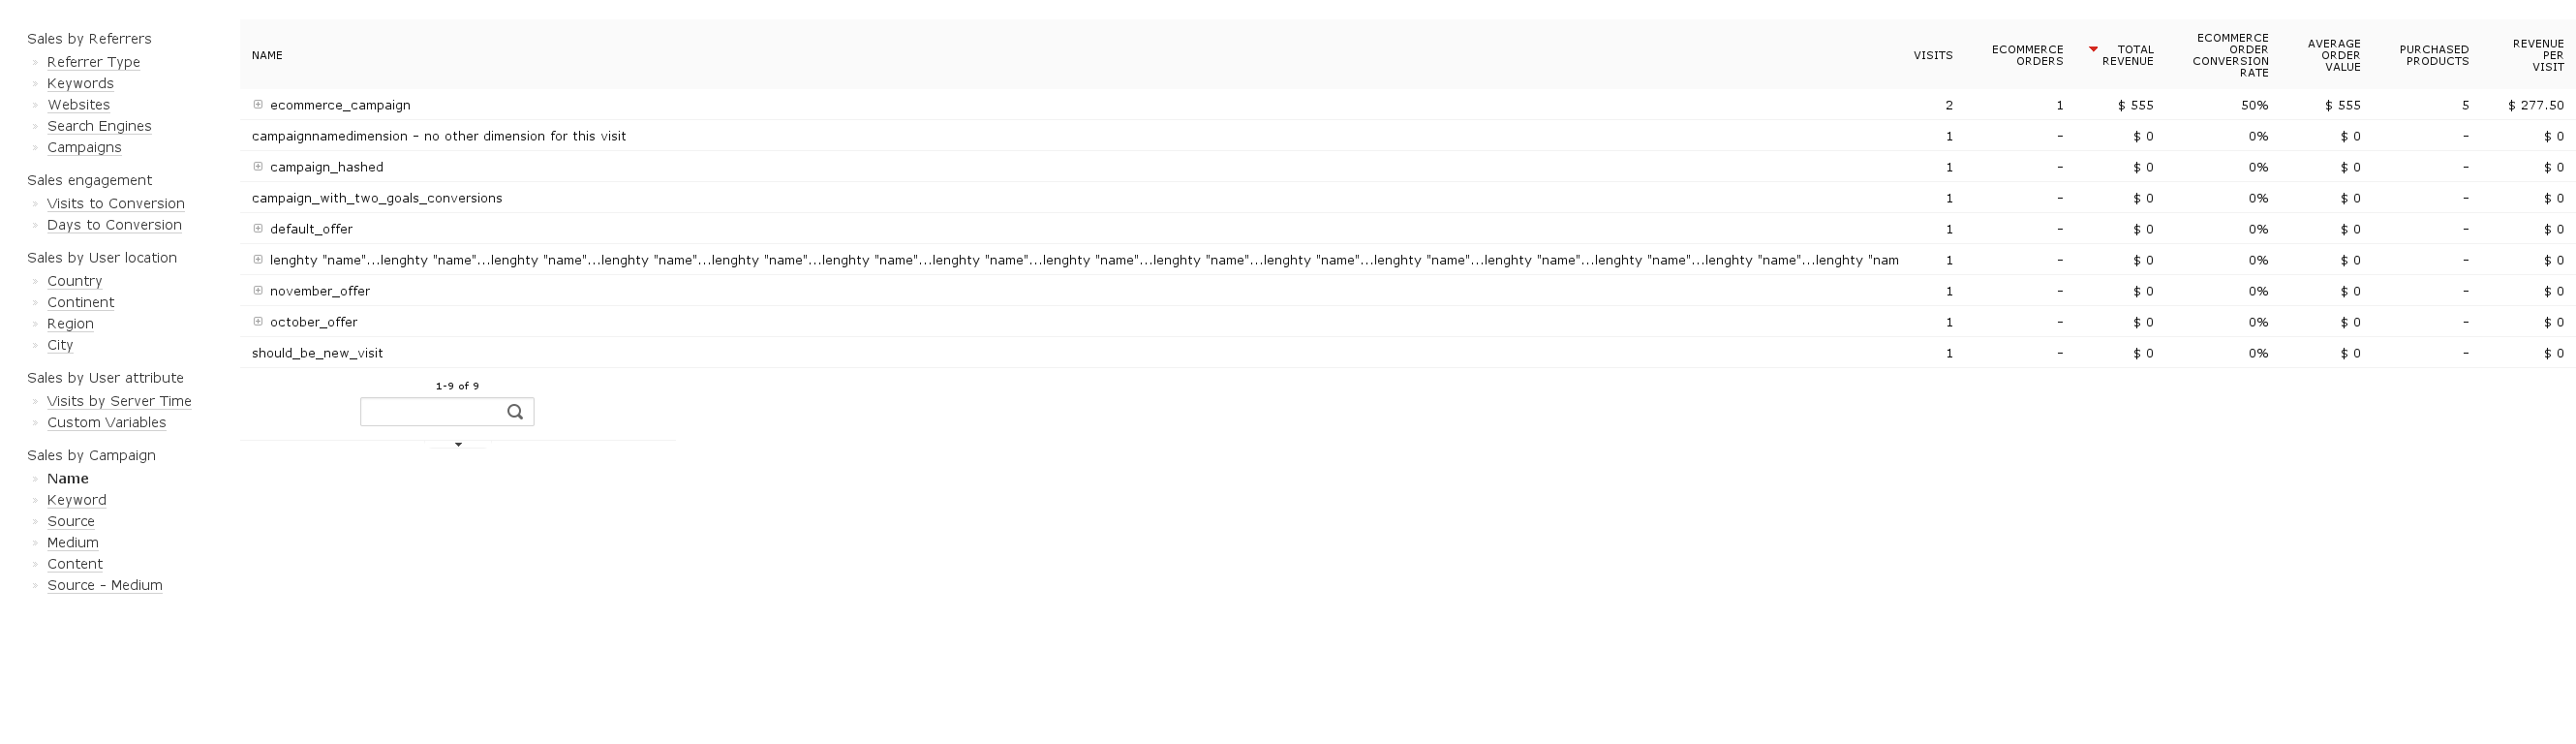 Sales by Referrers
Referrer Type
Keywords
Websites
Search Engines
Campaigns
Sales engagement
Visits to Conversion
Days to Conversion
Sales by User location
Country
Continent
Region
City
Sales by User attribute
Visits by Server Time
Custom Variables
Sales by Campaign
Name
Keyword
Source
Medium
Content
Source - Medium
NAME VISITS ECOMMERCE ORDERS TOTAL REVENUE ECOMMERCE ORDER CONVERSION RATE AVERAGE ORDER VALUE PURCHASED PRODUCTS REVENUE PER VISIT
ecommerce_campaign 2 1 $ 555 50% $ 555 5 $ 277.50
campaignnamedimension - no other dimension for this visit 1 - $ 0 0% $ 0 - $ 0
campaign_hashed 1 - $ 0 0% $ 0 - $ 0
campaign_with_two_goals_conversions 1 - $ 0 0% $ 0 - $ 0
default_offer 1 - $ 0 0% $ 0 - $ 0
lenghty "name"...lenghty "name"...lenghty "name"...lenghty "name"...lenghty "name"...lenghty "name"...lenghty "name"...lenghty "name"...lenghty "name"...lenghty "name"...lenghty "name"...lenghty "name"...lenghty "name"...lenghty "name"...lenghty "nam 1 - $ 0 0% $ 0 - $ 0
november_offer 1 - $ 0 0% $ 0 - $ 0
october_offer 1 - $ 0 0% $ 0 - $ 0
should_be_new_visit 1 - $ 0 0% $ 0 - $ 0
1-9 of 9